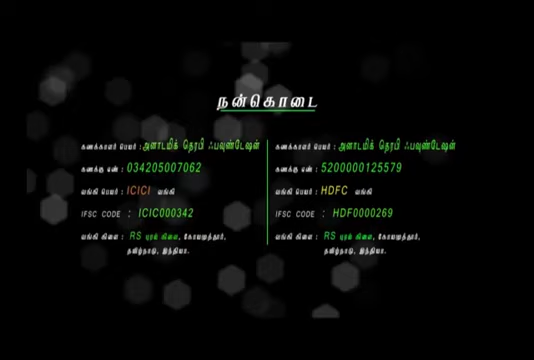 நன்கொடை
கணக்காளர் பெயர் : அனாடமிக் தெரபி ஃபவுண்டேஷன்
கணக்கு எண் : 034205007062
வங்கி பெயர் : ICICI வங்கி
IFSC CODE : ICIC000342
வங்கி கிளை : RS புரம் கிளை, கோயமுத்தூர்,
தமிழ்நாடு, இந்தியா.
கணக்காளர் பெயர் : அனாடமிக் தெரபி ஃபவுண்டேஷன்
கணக்கு எண் : 5200000125579
வங்கி பெயர் : HDFC வங்கி
IFSC CODE : HDF0000269
வங்கி கிளை : RS புரம் கிளை, கோயமுத்தூர்,
தமிழ்நாடு, இந்தியா.